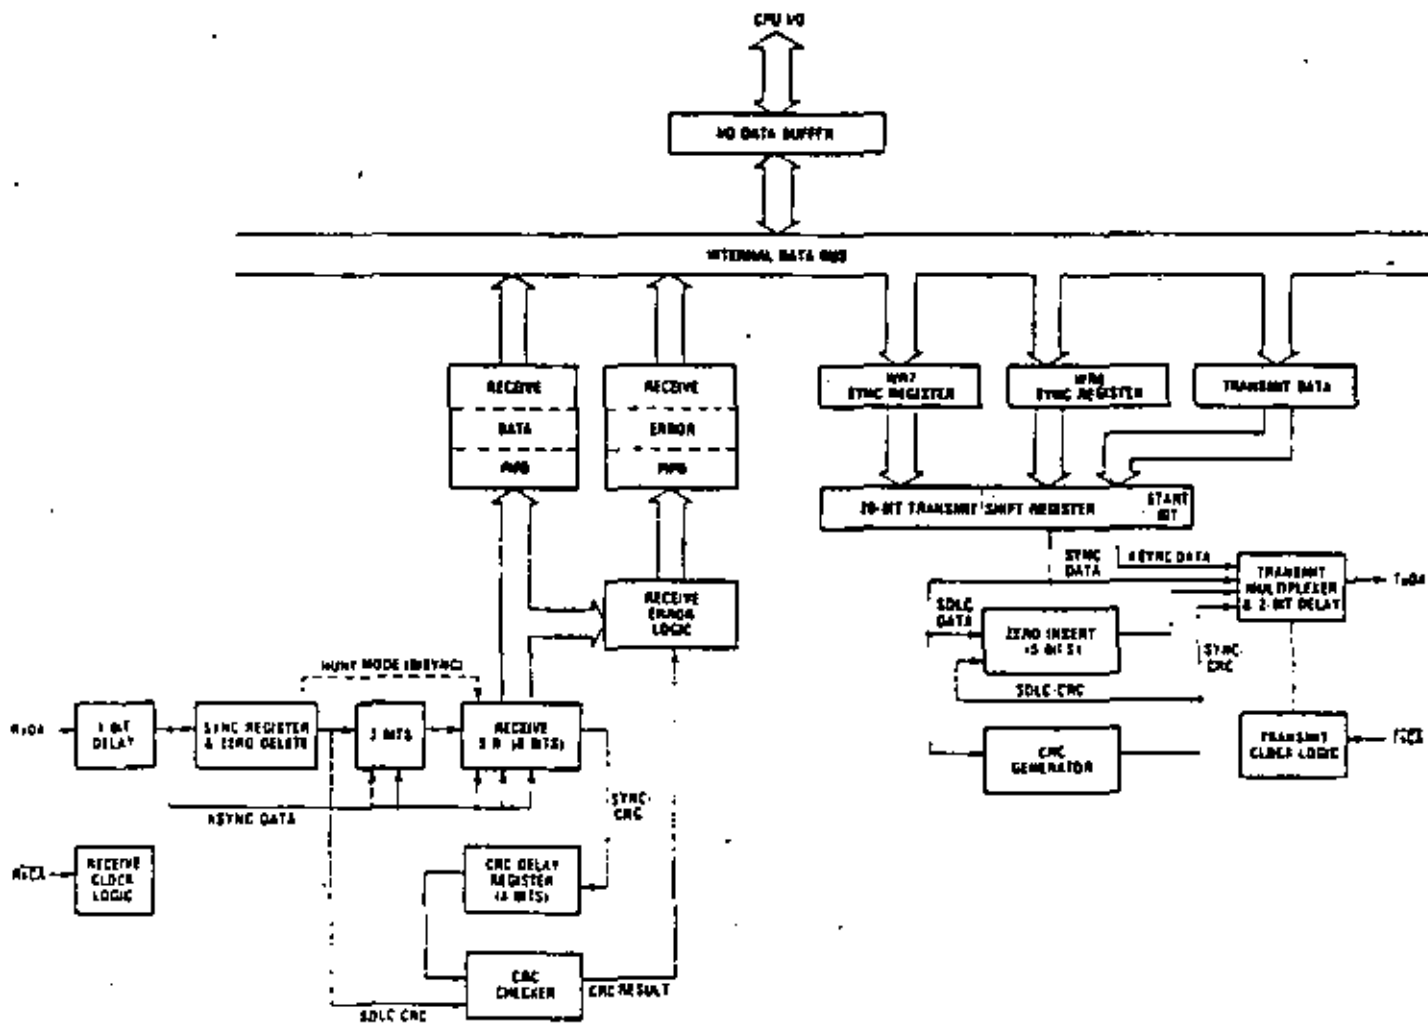 CPU I/O
I/O DATA BUFFER
INTERNAL DATA BUS
RECEIVE
DATA
FIFO
RECEIVE
ERROR
FIFO
WR7
SYNC REGISTER
WR6
SYNC REGISTER
TRANSMIT DATA
20-BIT TRANSMIT SHIFT REGISTER
START
BIT
SYNC
DATA
ASYNC DATA
TRANSMIT
MULTIPLEXER
& 2-BIT DELAY
TxDA
SDLC
DATA
ZERO INSERT
(5 BITS)
SYNC-
CRC
SDLC-CRC
CRC
GENERATOR
TRANSMIT
CLOCK LOGIC
TxCA
RECEIVE
ERROR
LOGIC
HUNT MODE (BISYNC)
RxDA
1-BIT
DELAY
SYNC REGISTER
& ZERO DELETE
3 BITS
RECEIVE
S R (8 BITS)
ASYNC DATA
SYNC-
CRC
RxCA
RECEIVE
CLOCK
LOGIC
CRC DELAY
REGISTER
(8 BITS)
CRC
CHECKER
CRC RESULT
SDLC CRC